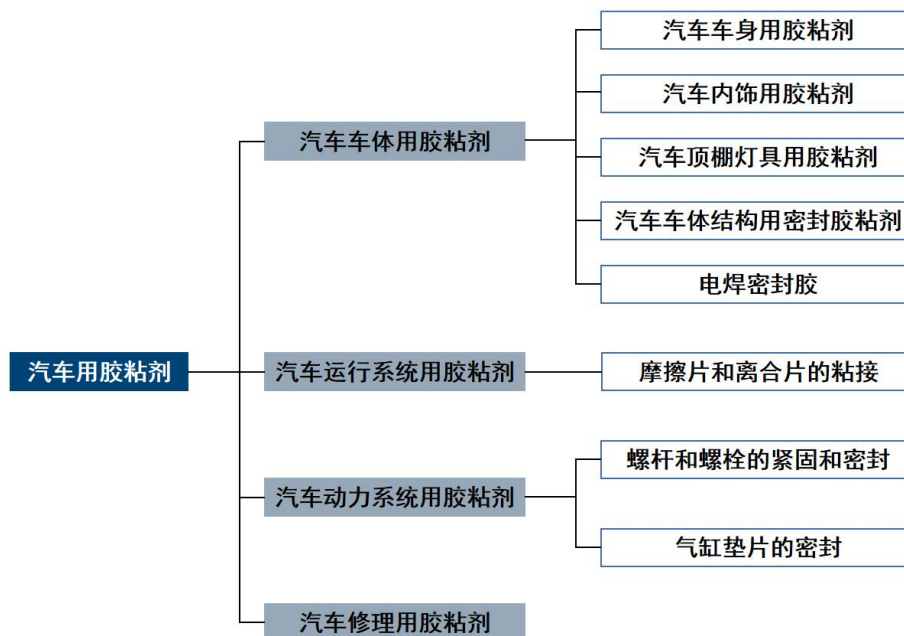 汽车用胶粘剂
汽车车体用胶粘剂
汽车车身用胶粘剂
汽车内饰用胶粘剂
汽车顶棚灯具用胶粘剂
汽车车体结构用密封胶粘剂
电焊密封胶
汽车运行系统用胶粘剂
摩擦片和离合片的粘接
汽车动力系统用胶粘剂
螺杆和螺栓的紧固和密封
气缸垫片的密封
汽车修理用胶粘剂